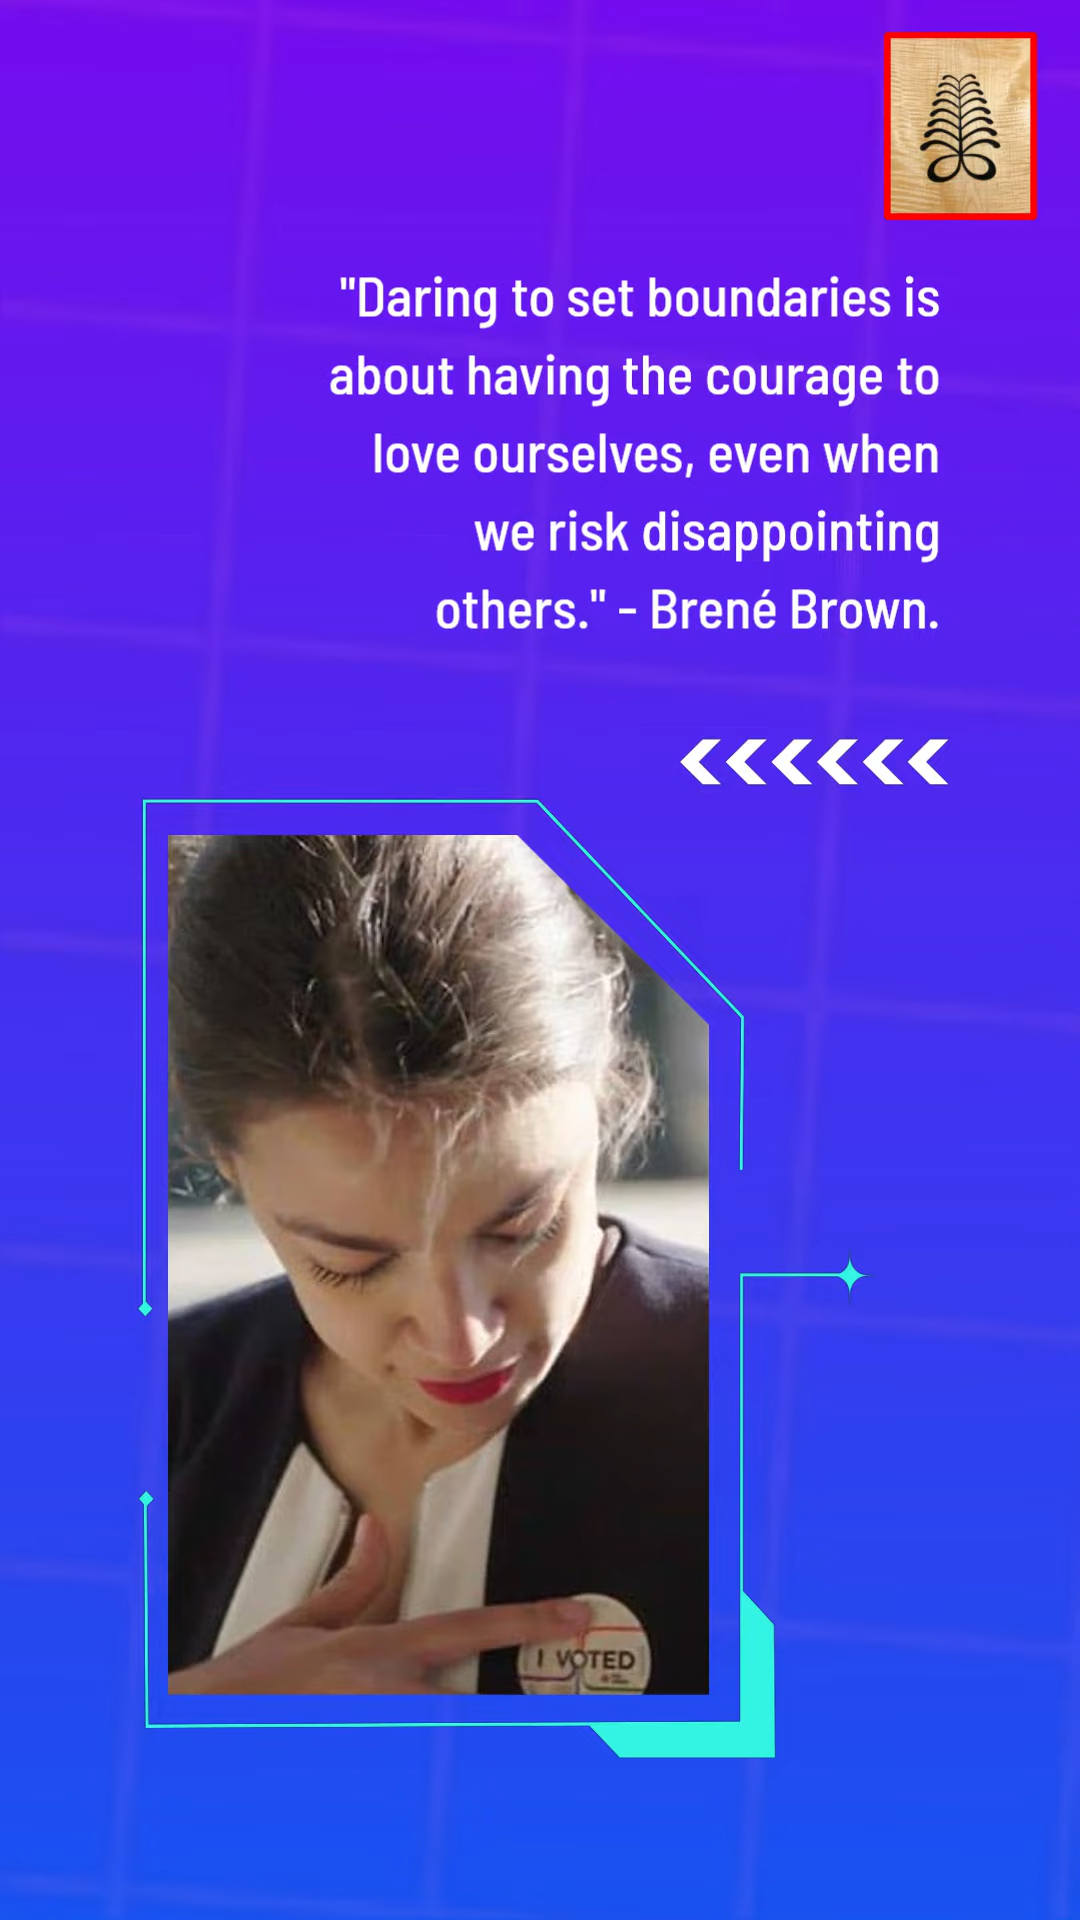 "Daring to set boundaries is
about having the courage to
love ourselves, even when
we risk disappointing
others." - Brené Brown.
I VOTED